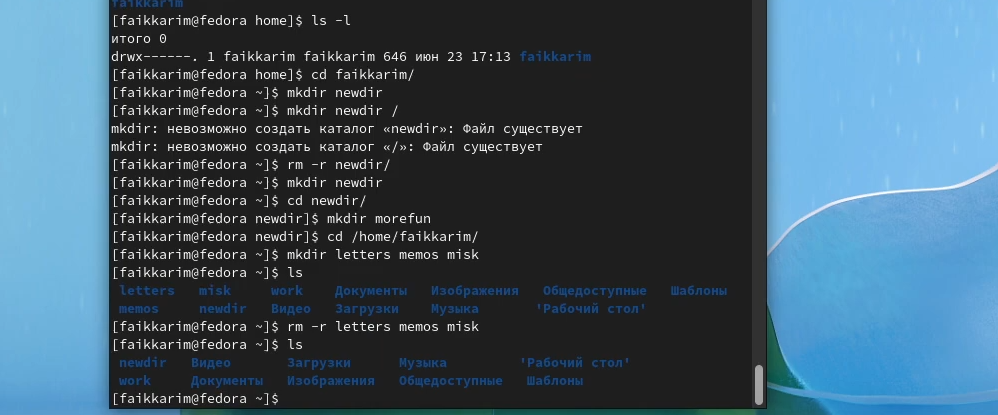 faikkarim
[faikkarim@fedora home]$ ls -l
итого 0
drwx------. 1 faikkarim faikkarim 646 июн 23 17:13 faikkarim
[faikkarim@fedora home]$ cd faikkarim/
[faikkarim@fedora ~]$ mkdir newdir
[faikkarim@fedora ~]$ mkdir newdir /
mkdir: невозможно создать каталог «newdir»: Файл существует
mkdir: невозможно создать каталог «/»: Файл существует
[faikkarim@fedora ~]$ rm -r newdir/
[faikkarim@fedora ~]$ mkdir newdir
[faikkarim@fedora ~]$ cd newdir/
[faikkarim@fedora newdir]$ mkdir morefun
[faikkarim@fedora newdir]$ cd /home/faikkarim/
[faikkarim@fedora ~]$ mkdir letters memos misk
[faikkarim@fedora ~]$ ls
letters misk work Документы Изображения Общедоступные Шаблоны
memos newdir Видео Загрузки Музыка 'Рабочий стол'
[faikkarim@fedora ~]$ rm -r letters memos misk
[faikkarim@fedora ~]$ ls
newdir Видео Загрузки Музыка 'Рабочий стол'
work Документы Изображения Общедоступные Шаблоны
[faikkarim@fedora ~]$